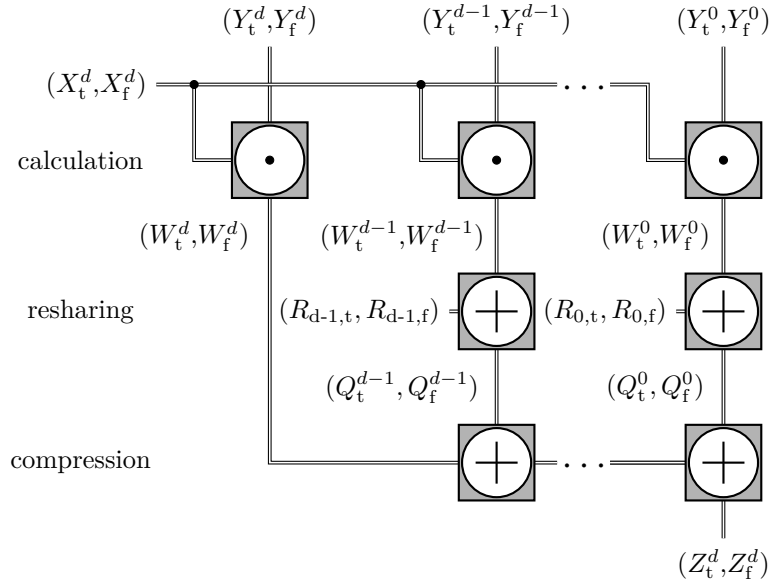 (Y_t^d,Y_f^d) (Y_t^{d−1},Y_f^{d−1}) (Y_t^0,Y_f^0)
(X_t^d,X_f^d) ...
calculation
(W_t^d,W_f^d) (W_t^{d−1},W_f^{d−1}) (W_t^0,W_f^0)
resharing (R_{d-1,t}, R_{d-1,f}) (R_{0,t}, R_{0,f})
(Q_t^{d−1}, Q_f^{d−1}) (Q_t^0, Q_f^0)
compression ...
(Z_t^d,Z_f^d)